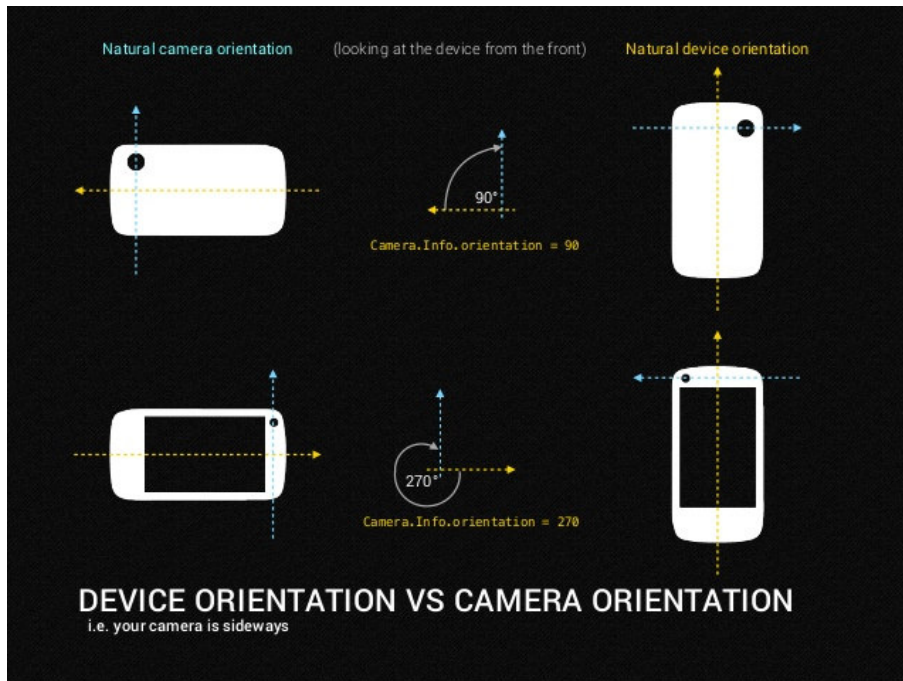 Natural camera orientation
(looking at the device from the front)
Natural device orientation
90°
Camera.Info.orientation = 90
270°
Camera.Info.orientation = 270
DEVICE ORIENTATION VS CAMERA ORIENTATION
i.e. your camera is sideways